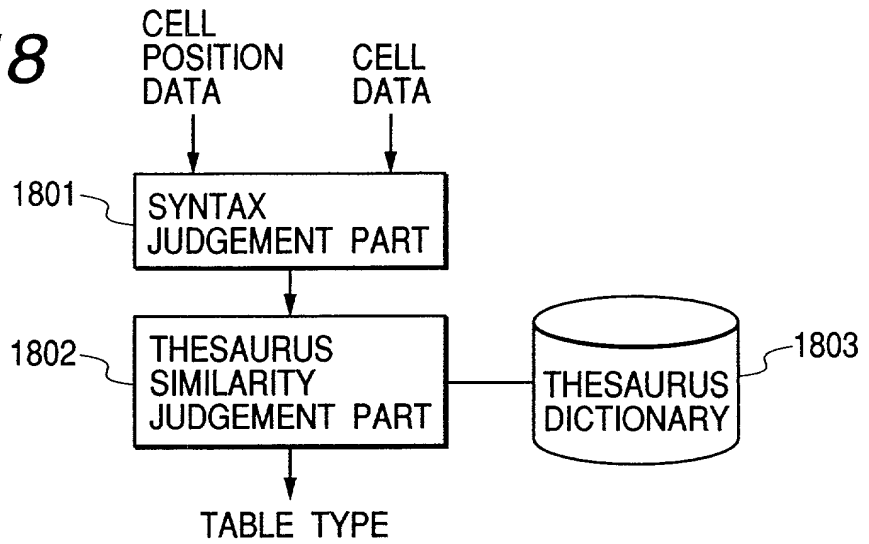 18
CELL
POSITION
DATA
CELL
DATA
1801
SYNTAX
JUDGEMENT PART
1802
THESAURUS
SIMILARITY
JUDGEMENT PART
1803
THESAURUS
DICTIONARY
TABLE TYPE